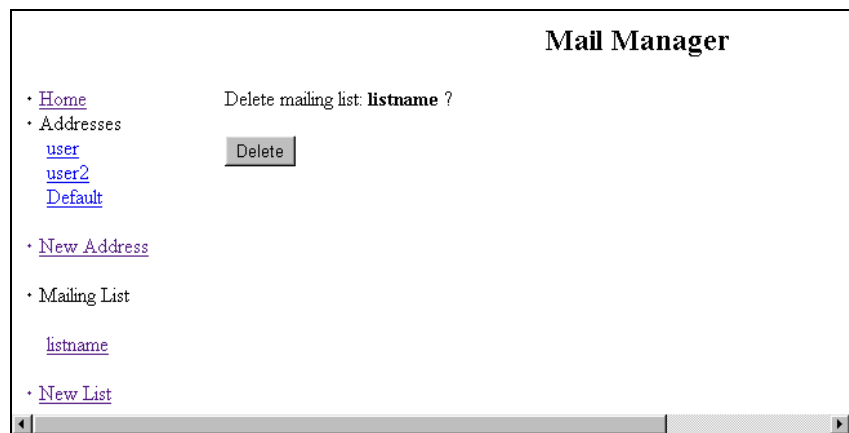 Mail Manager
· Home
· Addresses
user
user2
Default
· New Address
· Mailing List
listname
· New List
Delete mailing list: listname ?
Delete